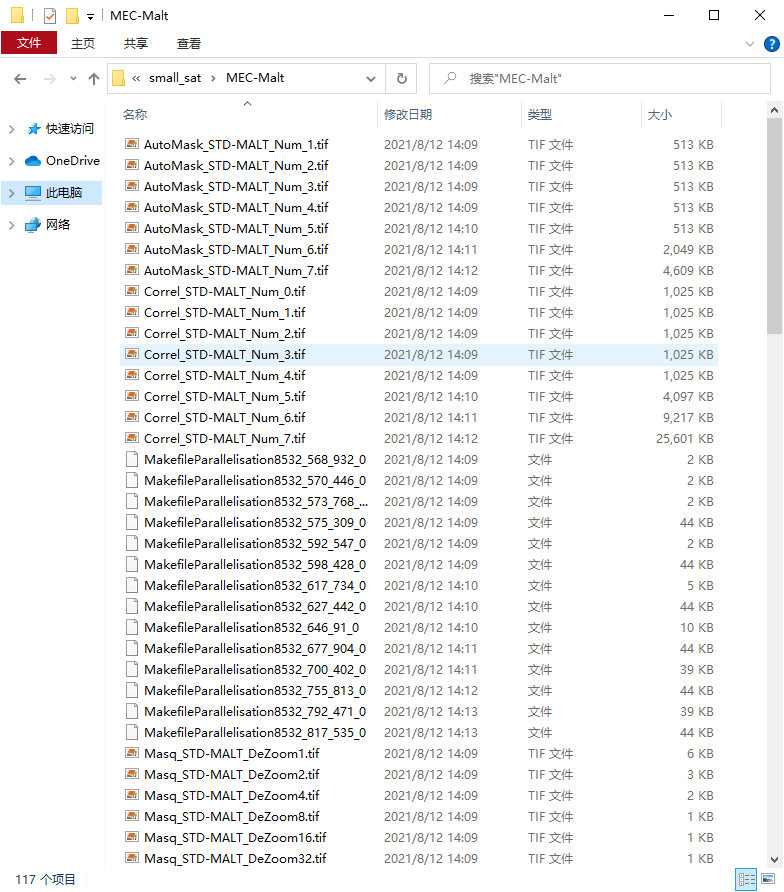 MEC-Malt
文件 主页 共享 查看
« small_sat › MEC-Malt 搜索"MEC-Malt"
快速访问
OneDrive
此电脑
网络
名称 修改日期 类型 大小
AutoMask_STD-MALT_Num_1.tif 2021/8/12 14:09 TIF 文件 513 KB
AutoMask_STD-MALT_Num_2.tif 2021/8/12 14:09 TIF 文件 513 KB
AutoMask_STD-MALT_Num_3.tif 2021/8/12 14:09 TIF 文件 513 KB
AutoMask_STD-MALT_Num_4.tif 2021/8/12 14:09 TIF 文件 513 KB
AutoMask_STD-MALT_Num_5.tif 2021/8/12 14:10 TIF 文件 513 KB
AutoMask_STD-MALT_Num_6.tif 2021/8/12 14:11 TIF 文件 2,049 KB
AutoMask_STD-MALT_Num_7.tif 2021/8/12 14:12 TIF 文件 4,609 KB
Correl_STD-MALT_Num_0.tif 2021/8/12 14:09 TIF 文件 1,025 KB
Correl_STD-MALT_Num_1.tif 2021/8/12 14:09 TIF 文件 1,025 KB
Correl_STD-MALT_Num_2.tif 2021/8/12 14:09 TIF 文件 1,025 KB
Correl_STD-MALT_Num_3.tif 2021/8/12 14:09 TIF 文件 1,025 KB
Correl_STD-MALT_Num_4.tif 2021/8/12 14:09 TIF 文件 1,025 KB
Correl_STD-MALT_Num_5.tif 2021/8/12 14:10 TIF 文件 4,097 KB
Correl_STD-MALT_Num_6.tif 2021/8/12 14:11 TIF 文件 9,217 KB
Correl_STD-MALT_Num_7.tif 2021/8/12 14:12 TIF 文件 25,601 KB
MakefileParallelisation8532_568_932_0 2021/8/12 14:09 文件 2 KB
MakefileParallelisation8532_570_446_0 2021/8/12 14:09 文件 2 KB
MakefileParallelisation8532_573_768_... 2021/8/12 14:09 文件 2 KB
MakefileParallelisation8532_575_309_0 2021/8/12 14:09 文件 44 KB
MakefileParallelisation8532_592_547_0 2021/8/12 14:09 文件 2 KB
MakefileParallelisation8532_598_428_0 2021/8/12 14:09 文件 44 KB
MakefileParallelisation8532_617_734_0 2021/8/12 14:10 文件 5 KB
MakefileParallelisation8532_627_442_0 2021/8/12 14:10 文件 44 KB
MakefileParallelisation8532_646_91_0 2021/8/12 14:10 文件 10 KB
MakefileParallelisation8532_677_904_0 2021/8/12 14:11 文件 44 KB
MakefileParallelisation8532_700_402_0 2021/8/12 14:11 文件 39 KB
MakefileParallelisation8532_755_813_0 2021/8/12 14:12 文件 44 KB
MakefileParallelisation8532_792_471_0 2021/8/12 14:13 文件 39 KB
MakefileParallelisation8532_817_535_0 2021/8/12 14:13 文件 44 KB
Masq_STD-MALT_DeZoom1.tif 2021/8/12 14:09 TIF 文件 6 KB
Masq_STD-MALT_DeZoom2.tif 2021/8/12 14:09 TIF 文件 3 KB
Masq_STD-MALT_DeZoom4.tif 2021/8/12 14:09 TIF 文件 2 KB
Masq_STD-MALT_DeZoom8.tif 2021/8/12 14:09 TIF 文件 1 KB
Masq_STD-MALT_DeZoom16.tif 2021/8/12 14:09 TIF 文件 1 KB
Masq_STD-MALT_DeZoom32.tif 2021/8/12 14:09 TIF 文件 1 KB
117 个项目